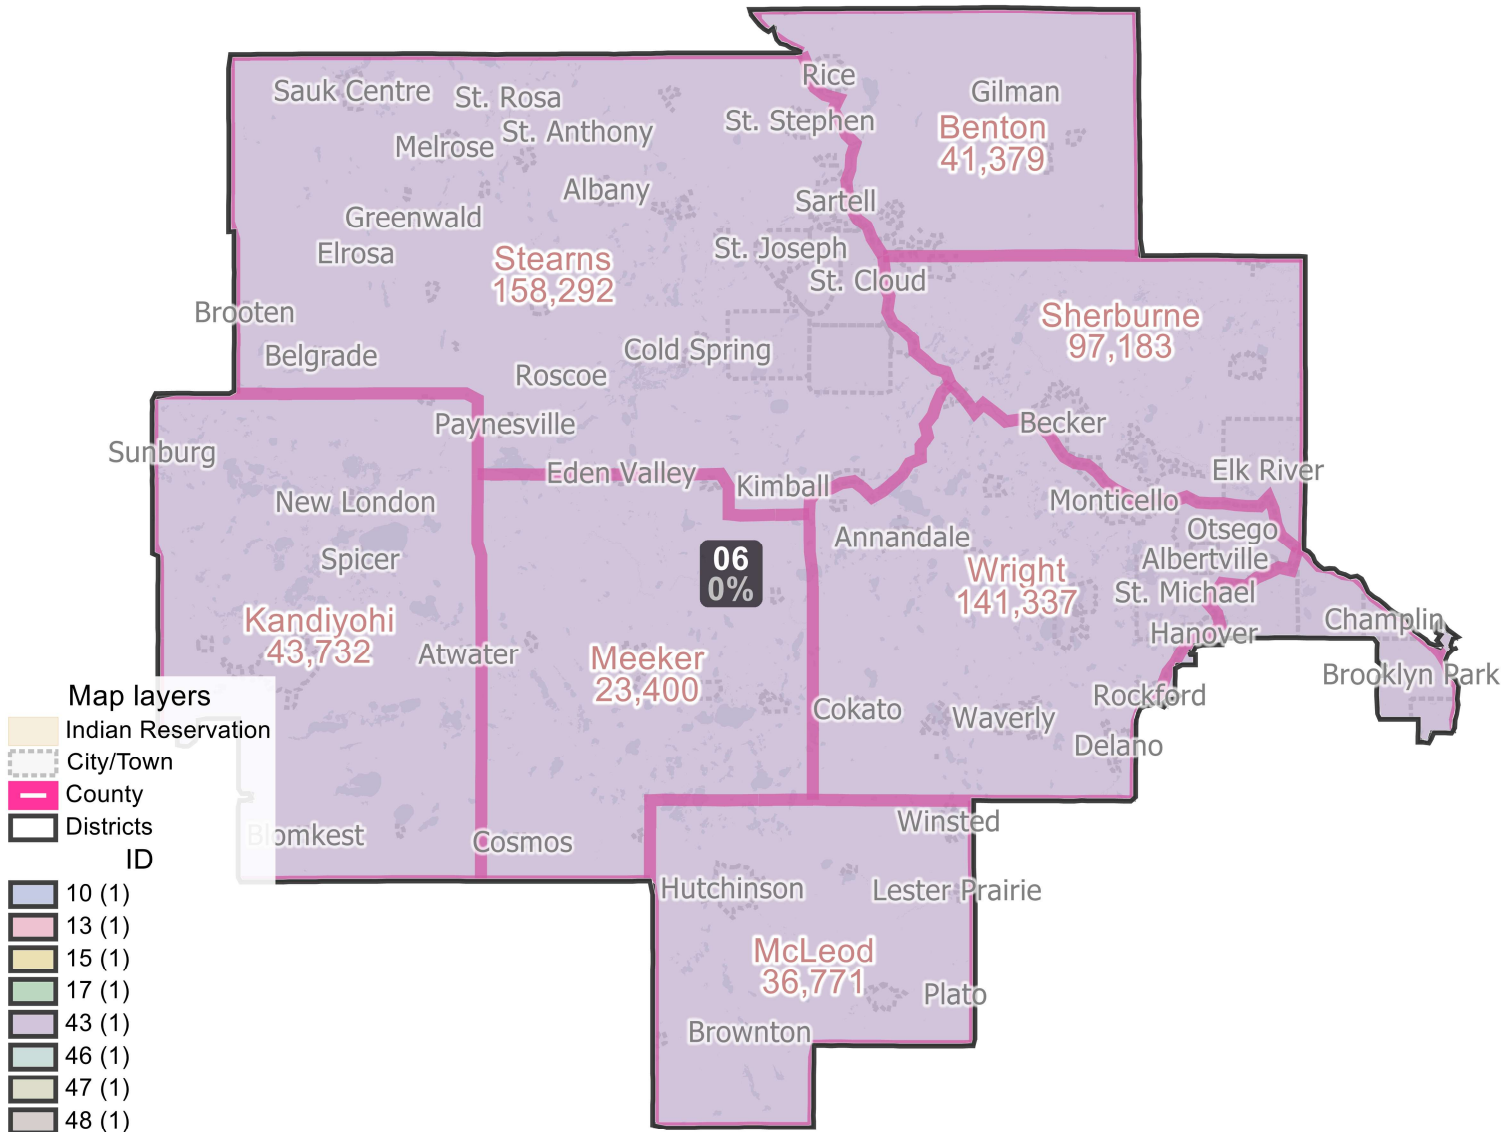 Rice
Gilman
Sauk Centre
St. Rosa
St. Stephen
Benton
41,379
St. Anthony
Melrose
Albany
Sartell
Greenwald
Elrosa
Stearns
158,292
St. Joseph
St. Cloud
Brooten
Sherburne
97,183
Belgrade
Cold Spring
Roscoe
Paynesville
Becker
Sunburg
Eden Valley
Kimball
Elk River
New London
Monticello
Otsego
Annandale
Spicer
06
0%
Albertville
Wright
141,337
St. Michael
Kandiyohi
43,732
Champlin
Hanover
Atwater
Meeker
23,400
Brooklyn Park
Rockford
Cokato
Waverly
Delano
Winsted
Blomkest
Cosmos
Hutchinson
Lester Prairie
McLeod
36,771
Plato
Brownton
Map layers
Indian Reservation
City/Town
County
Districts
ID
10 (1)
13 (1)
15 (1)
17 (1)
43 (1)
46 (1)
47 (1)
48 (1)